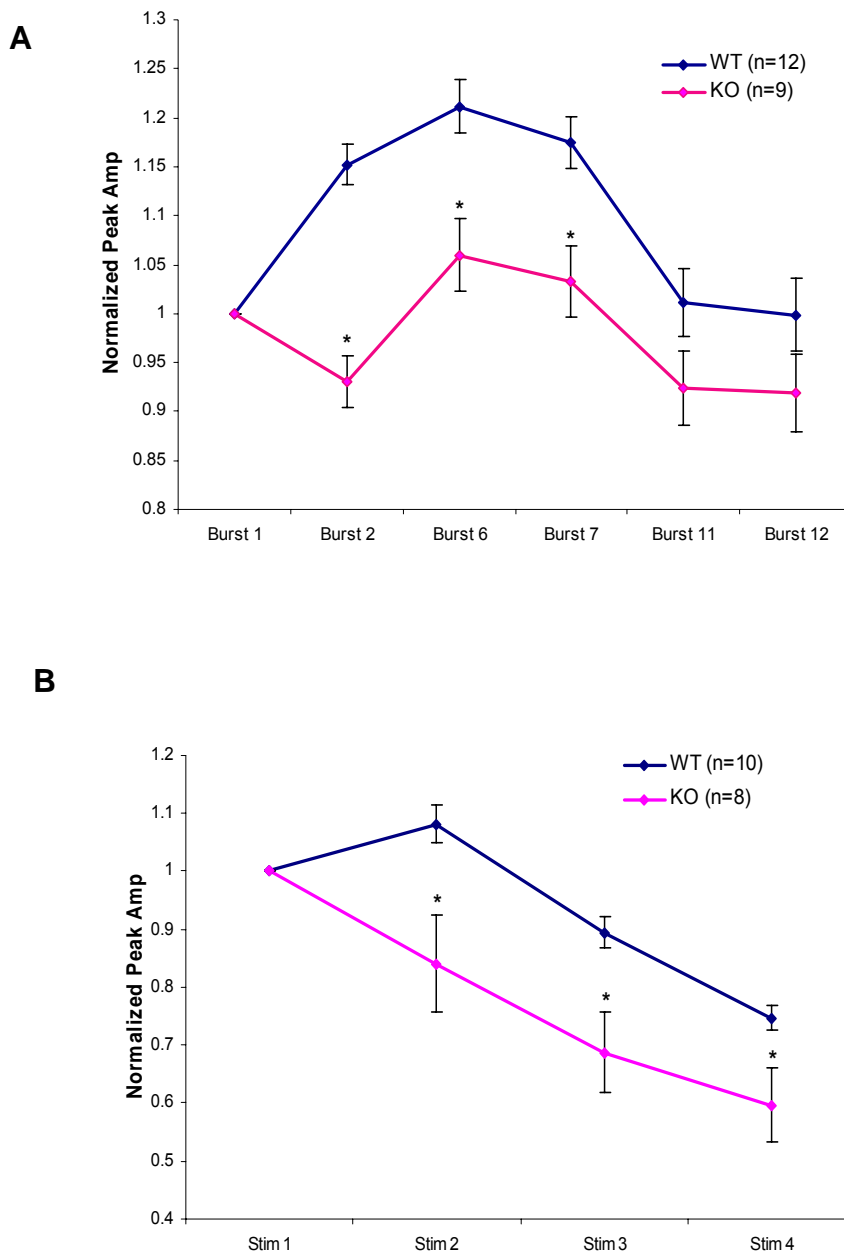 A
Normalized Peak Amp
1.3
1.25
1.2
1.15
1.1
1.05
1
0.95
0.9
0.85
0.8
WT (n=12)
KO (n=9)
*
*
*
Burst 1 Burst 2 Burst 6 Burst 7 Burst 11 Burst 12
B
Normalized Peak Amp
1.2
1.1
1
0.9
0.8
0.7
0.6
0.5
0.4
WT (n=10)
KO (n=8)
*
*
*
Stim 1 Stim 2 Stim 3 Stim 4